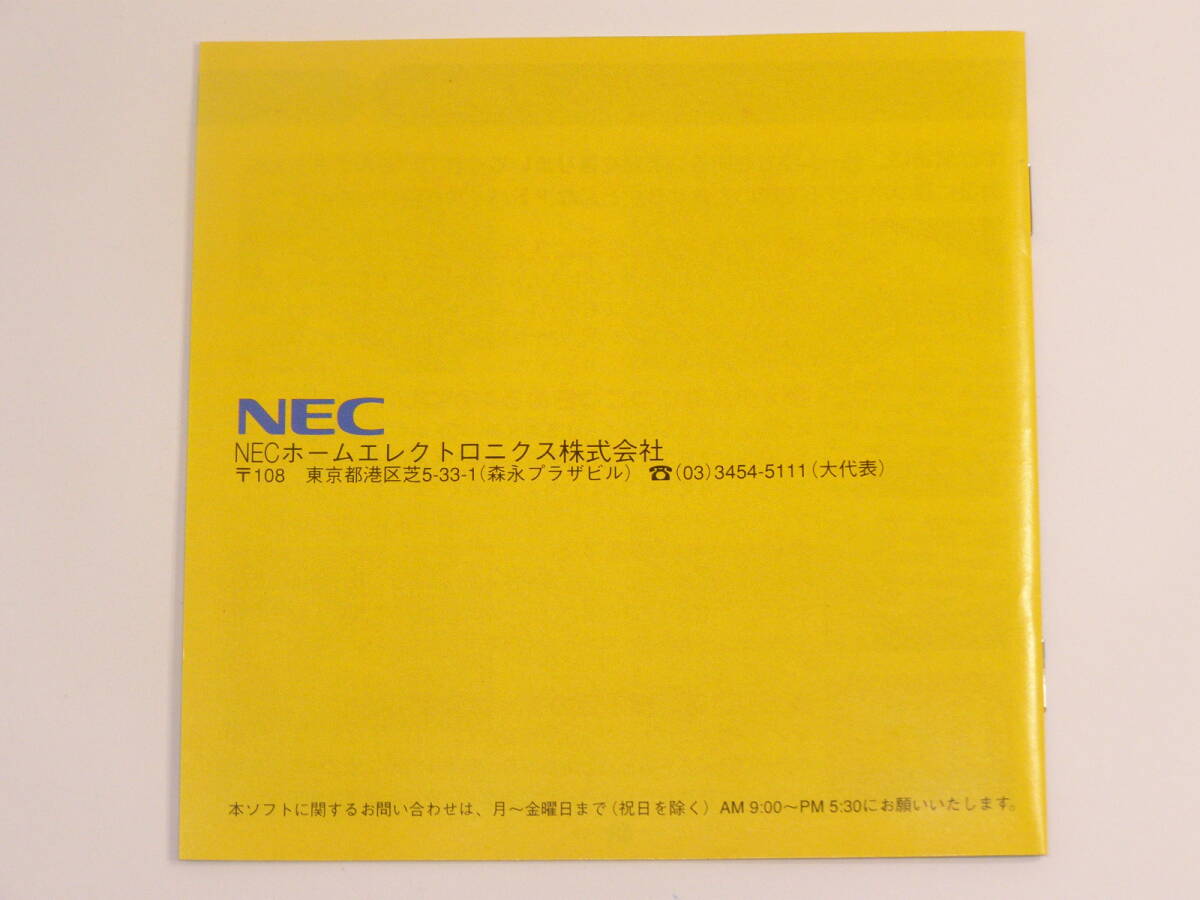 NEC
NECホームエレクトロニクス株式会社
〒108 東京都港区芝5-33-1(森永プラザビル) ☎(03)3454-5111(大代表)
本ソフトに関するお問い合わせは、月～金曜日まで(祝日を除く) AM 9:00～PM 5:30にお願いいたします。